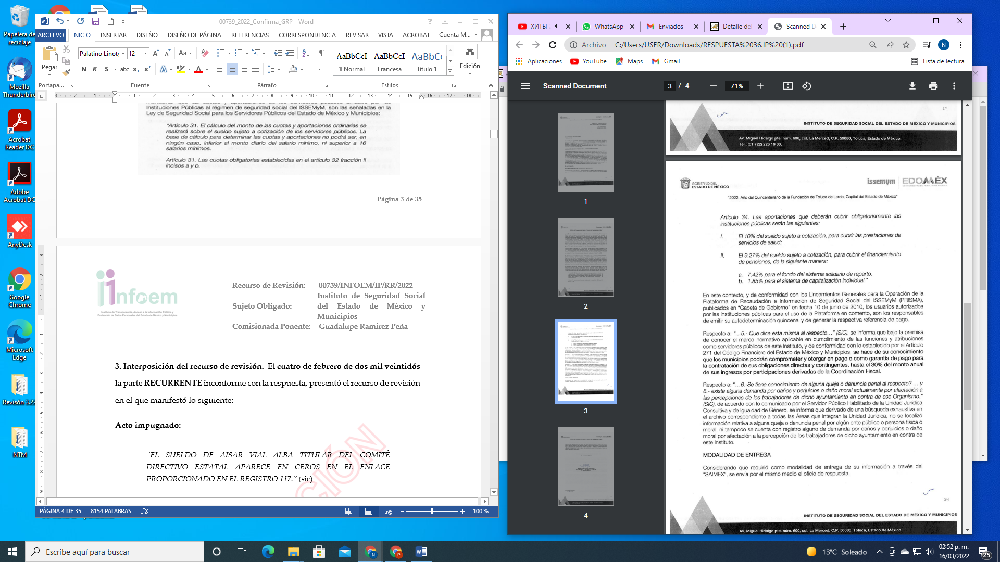 Papelera de
reciclaje
Mozilla
Thunderbird
Acrobat
Reader DC
Adobe
Acrobat DC
AnyDesk
Google
Chrome
Microsoft
Edge
Revisón 3.22
NTM
00739_2022_Confirma_GRP - Word
ARCHIVO INICIO INSERTAR DISEÑO DISEÑO DE PÁGINA REFERENCIAS CORRESPONDENCIA REVISAR VISTA ACROBAT Cuenta M...
Pegar
Palatino Linoty 12
N K S abc x₂ x²
AaBbCcI AaBbCcI AaBbCc
¶ Normal Francesa Título 1
Edición
Portapa... Fuente Párrafo Estilos
Instituciones Públicas al régimen de seguridad social del ISSEMyM, son las señaladas en la
Ley de Seguridad Social para los Servidores Públicos del Estado de México y Municipios:
"Artículo 31. El cálculo del monto de las cuotas y aportaciones ordinarias se
realizará sobre el sueldo sujeto a cotización de los servidores públicos. La
base de cálculo para determinar las cuotas y aportaciones no podrá ser, en
ningún caso, inferior al monto diario del salario mínimo, ni superior a 16
salarios mínimos.
Artículo 31. Las cuotas obligatorias establecidas en el artículo 32 fracción II
incisos a y b.
Página 3 de 35
infoem
Instituto de Transparencia, Acceso a la Información Pública y
Protección de Datos Personales del Estado de México y Municipios
Recurso de Revisión: 00739/INFOEM/IP/RR/2022
Sujeto Obligado: Instituto de Seguridad Social
del Estado de México y
Municipios
Comisionada Ponente: Guadalupe Ramírez Peña
3. Interposición del recurso de revisión. El cuatro de febrero de dos mil veintidós
la parte RECURRENTE inconforme con la respuesta, presentó el recurso de revisión
en el que manifestó lo siguiente:
Acto impugnado:
"EL SUELDO DE AISAR VIAL ALBA TITULAR DEL COMITÈ
DIRECTIVO ESTATAL APARECE EN CEROS EN EL ENLACE
PROPORCIONADO EN EL REGISTRO 117." (sic)
CIÓN
PÁGINA 4 DE 35 8154 PALABRAS 100 %
ХИТЫ WhatsApp Enviados - Detalle del Scanned D
Archivo C:/Users/USER/Downloads/RESPUESTA%2036.IP%20(1).pdf N
Aplicaciones YouTube Maps Gmail Lista de lectura
Scanned Document 3 / 4 71%
1
2
3
4
2/4
INSTITUTO DE SEGURIDAD SOCIAL DEL ESTADO DE MÉXICO Y MUNICIPIOS
Av. Miguel Hidalgo pte. núm. 600, col. La Merced, C.P. 50080, Toluca, Estado de México.
Tel.: (01 722) 226 19 00.
GOBIERNO DEL
ESTADO DE MÉXICO
issemym EDOMÉX
"2022. Año del Quincentenario de la Fundación de Toluca de Lerdo, Capital del Estado de México"
Artículo 34. Las aportaciones que deberán cubrir obligatoriamente las
instituciones públicas serán las siguientes:
I. El 10% del sueldo sujeto a cotización, para cubrir las prestaciones de
servicios de salud;
II. El 9.27% del sueldo sujeto a cotización, para cubrir el financiamiento
de pensiones, de la siguiente manera:
a. 7.42% para el fondo del sistema solidario de reparto.
b. 1.85% para el sistema de capitalización individual."
En este contexto, y de conformidad con los Lineamientos Generales para la Operación de la
Plataforma de Recaudación e Información de Seguridad Social del ISSEMyM (PRISMA),
publicados en "Gaceta de Gobierno" en fecha 10 de junio de 2010, los usuarios autorizados
por las instituciones públicas para el uso de la Plataforma en comento, son los responsables
de emitir su autodeterminación quincenal y de generar la respectiva referencia de pago.
Respecto a: "...5.- Que dice esta misma al respecto..." (SIC), se informa que bajo la premisa
de conocer el marco normativo aplicable en cumplimiento de las funciones y atribuciones
como servidores públicos de este Instituto, y de conformidad con lo establecido por el Artículo
271 del Código Financiero del Estado de México y Municipios, se hace de su conocimiento
que los municipios podrán comprometer y otorgar en pago o como garantía de pago para
la contratación de sus obligaciones directas y contingentes, hasta el 30% del monto anual
de sus ingresos por participaciones derivadas de la Coordinación Fiscal.
Respecto a: "...6.-Se tiene conocimiento de alguna queja o denuncia penal al respecto? ... y
8.- existe alguna demanda por daños y perjuicios o daño moral actualmente por afectación a
las percepciones de los trabajadores de dicho ayuntamiento en contra de ese Organismo."
(SIC), de acuerdo con lo comunicado por el Servidor Público Habilitado de la Unidad Jurídica
Consultiva y de Igualdad de Género, se informa que derivado de una búsqueda exhaustiva en
el archivo correspondiente a todas las Áreas que integran la Unidad Jurídica, no se localizó
información relativa a alguna queja o denuncia penal por algún ente público o persona física o
moral, ni tampoco se cuenta con registro alguno de demanda por daños y perjuicios o daño
moral por afectación a la percepción de los trabajadores de dicho ayuntamiento en contra de
este Instituto.
MODALIDAD DE ENTREGA
Considerando que requirió como modalidad de entrega de su información a través del
"SAIMEX", se envía por el mismo medio el oficio de respuesta.
3/4
INSTITUTO DE SEGURIDAD SOCIAL DEL ESTADO DE MÉXICO Y MUNICIPIOS
Av. Miguel Hidalgo pte. núm. 600, col. La Merced, C.P. 50080, Toluca, Estado de México.
Escribe aquí para buscar
13°C Soleado
02:52 p. m.
16/03/2022
25